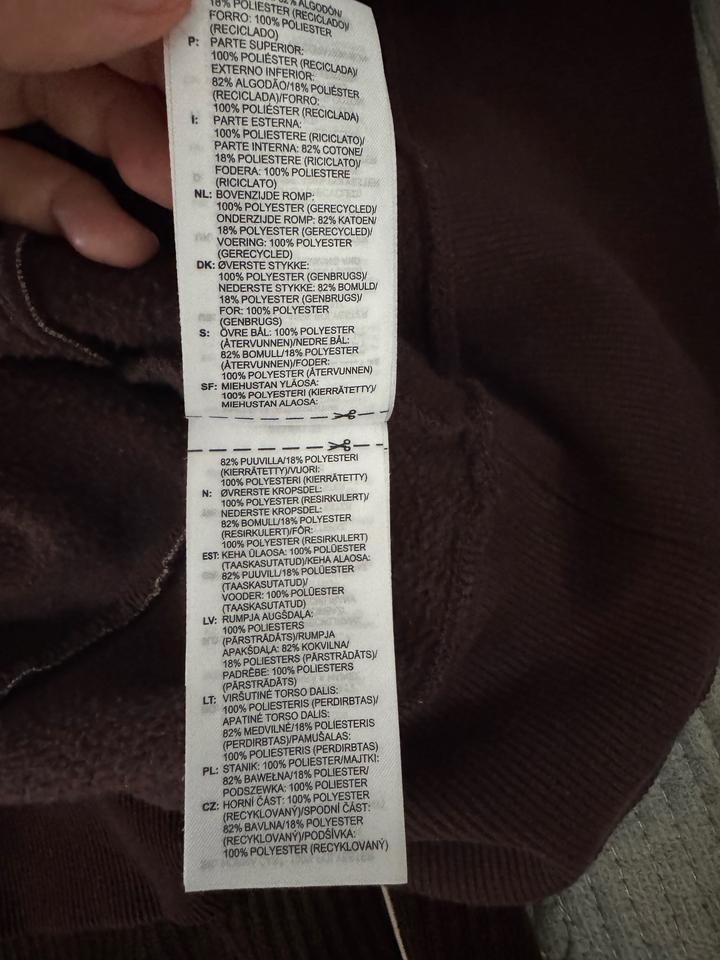 82% ALGODÓN/
18% POLIESTER (RECICLADO)/
FORRO: 100% POLIESTER
(RECICLADO)
P: PARTE SUPERIOR:
100% POLIÉSTER (RECICLADA)/
EXTERNO INFERIOR:
82% ALGODÃO/18% POLIÉSTER
(RECICLADA)/FORRO:
100% POLIÉSTER (RECICLADA)
I: PARTE ESTERNA:
100% POLIESTERE (RICICLATO)/
PARTE INTERNA: 82% COTONE/
18% POLIESTERE (RICICLATO)/
FODERA: 100% POLIESTERE
(RICICLATO)
NL: BOVENZIJDE ROMP:
100% POLYESTER (GERECYCLED)/
ONDERZIJDE ROMP: 82% KATOEN/
18% POLYESTER (GERECYCLED)/
VOERING: 100% POLYESTER
(GERECYCLED)
DK: ØVERSTE STYKKE:
100% POLYESTER (GENBRUGS)/
NEDERSTE STYKKE: 82% BOMULD/
18% POLYESTER (GENBRUGS)/
FOR: 100% POLYESTER
(GENBRUGS)
S: ÖVRE BÅL: 100% POLYESTER
(ÅTERVUNNEN)/NEDRE BÅL:
82% BOMULL/18% POLYESTER
(ÅTERVUNNEN)/FODER:
100% POLYESTER (ÅTERVUNNEN)
SF: MIEHUSTAN YLÄOSA:
100% POLYESTERI (KIERRÄTETTY)/
MIEHUSTAN ALAOSA:
82% PUUVILLA/18% POLYESTERI
(KIERRÄTETTY)/VUORI:
100% POLYESTERI (KIERRÄTETTY)
N: ØVRERSTE KROPSDEL:
100% POLYESTER (RESIRKULERT)/
NEDERSTE KROPSDEL:
82% BOMULL/18% POLYESTER
(RESIRKULERT)/FÔR:
100% POLYESTER (RESIRKULERT)
EST: KEHA ÜLAOSA: 100% POLÜESTER
(TAASKASUTATUD)/KEHA ALAOSA:
82% PUUVILL/18% POLÜESTER
(TAASKASUTATUD)/
VOODER: 100% POLÜESTER
(TAASKASUTATUD)
LV: RUMPJA AUGŠDAĻA:
100% POLIESTERS
(PĀRSTRĀDĀTS)/RUMPJA
APAKŠDAĻA: 82% KOKVILNA/
18% POLIESTERS (PĀRSTRĀDĀTS)/
PADRĒBE: 100% POLIESTERS
(PĀRSTRĀDĀTS)
LT: VIRŠUTINĖ TORSO DALIS:
100% POLIESTERIS (PERDIRBTAS)/
APATINĖ TORSO DALIS:
82% MEDVILNĖ/18% POLIESTERIS
(PERDIRBTAS)/PAMUŠALAS:
100% POLIESTERIS (PERDIRBTAS)
PL: STANIK: 100% POLIESTER/MAJTKI:
82% BAWEŁNA/18% POLIESTER/
PODSZEWKA: 100% POLIESTER
CZ: HORNÍ ČÁST: 100% POLYESTER
(RECYKLOVANÝ)/SPODNÍ ČÁST:
82% BAVLNA/18% POLYESTER
(RECYKLOVANÝ)/PODŠÍVKA:
100% POLYESTER (RECYKLOVANÝ)